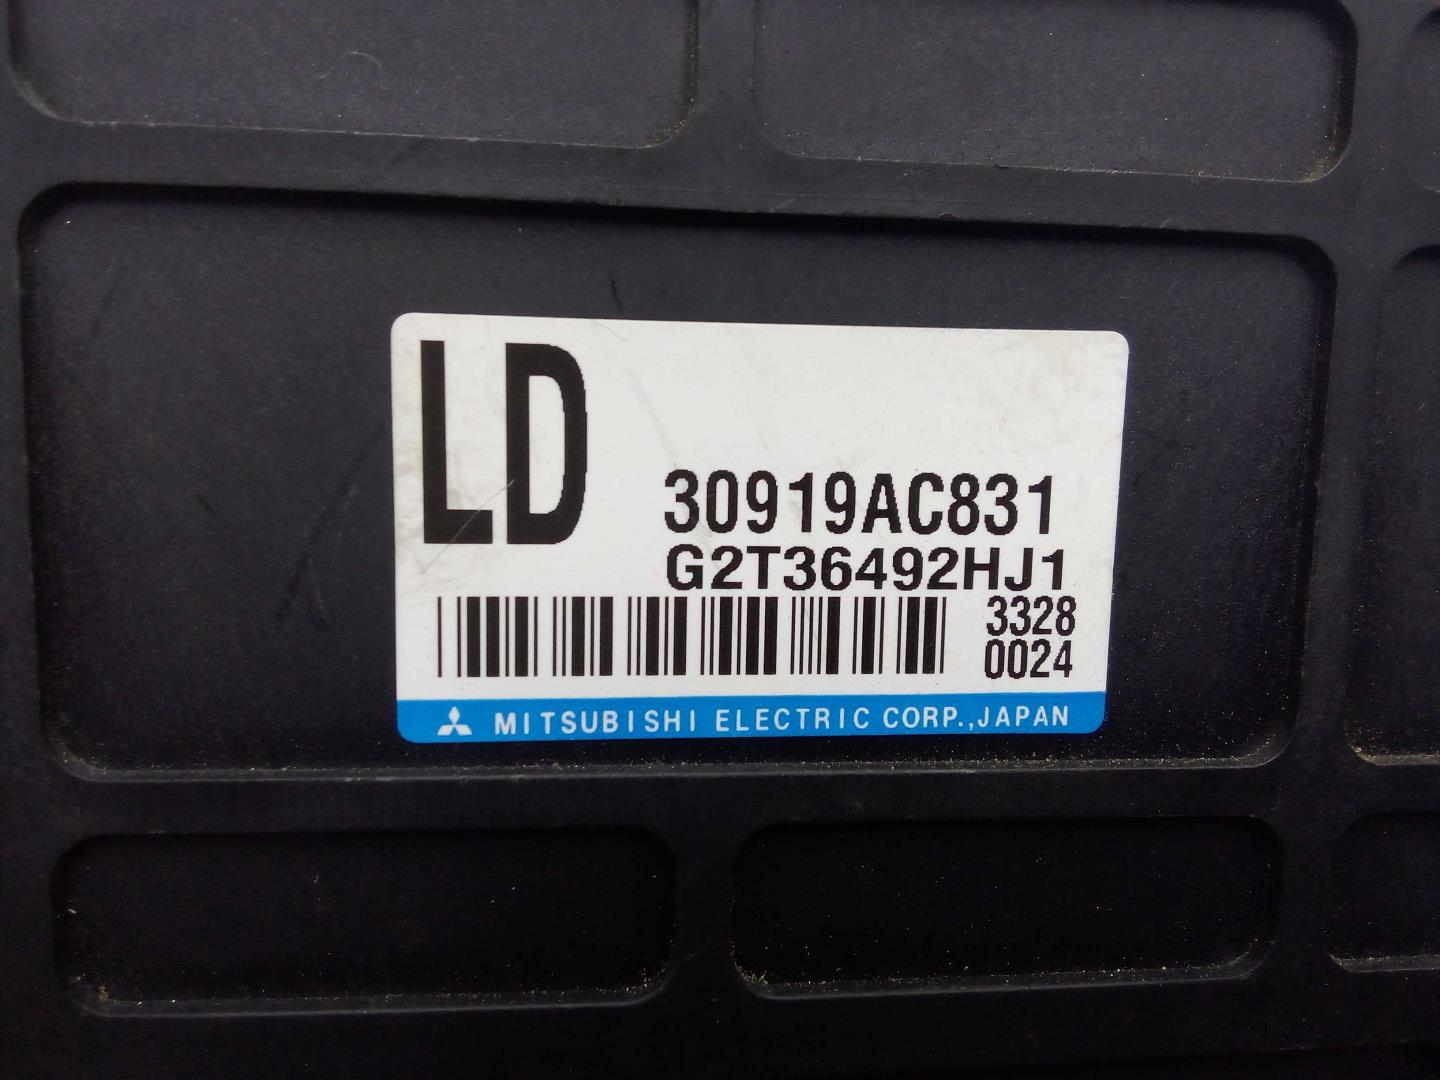 LD
30919AC831
G2T36492HJ1
3328
0024
MITSUBISHI ELECTRIC CORP.,JAPAN